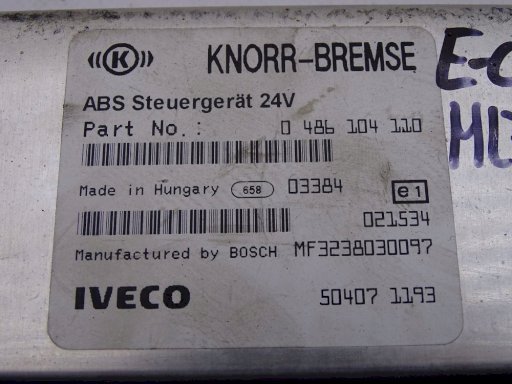 K KNORR-BREMSE
ABS Steuergerät 24V
Part No.: 0 486 104 110
Made in Hungary 658 03384 e1
021534
Manufactured by BOSCH MF3238030097
IVECO 50407 1193